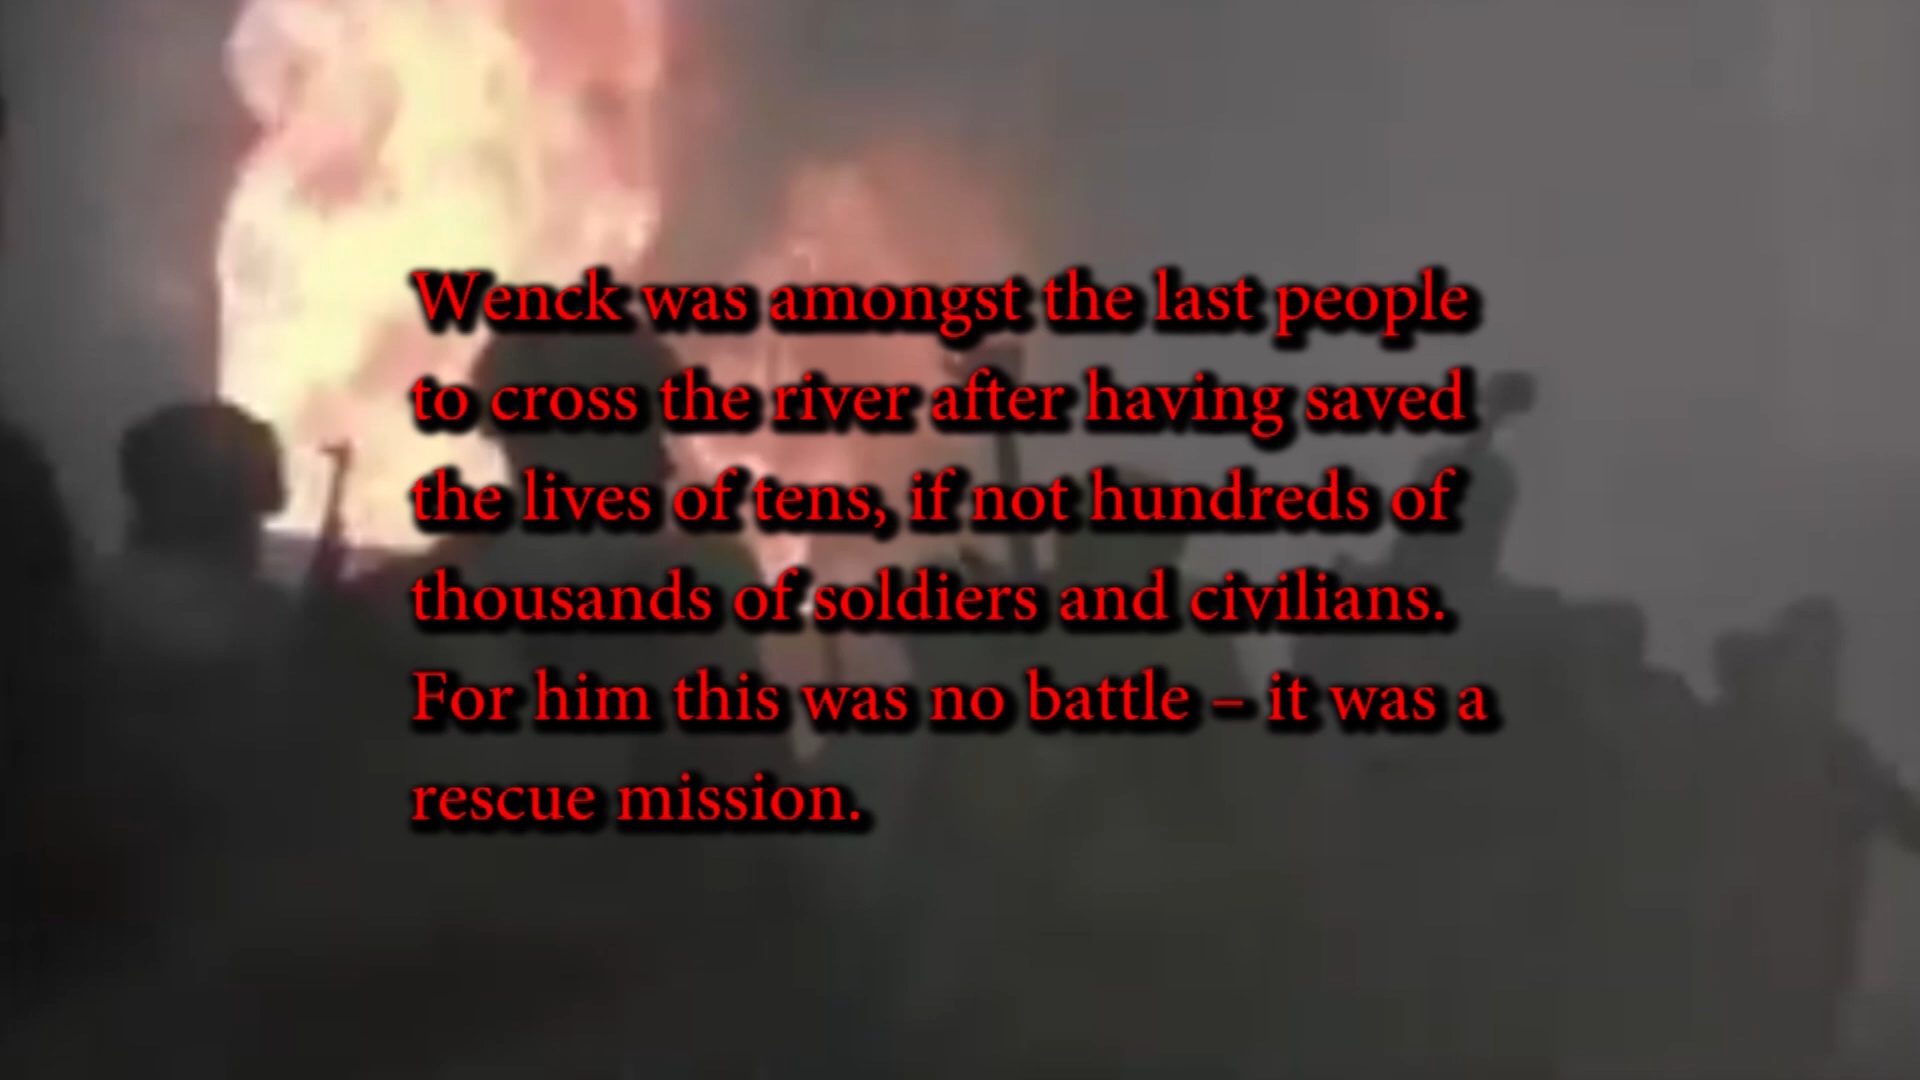 Wenck was amongst the last people
to cross the river after having saved
the lives of tens, if not hundreds of
thousands of soldiers and civilians.
For him this was no battle – it was a
rescue mission.